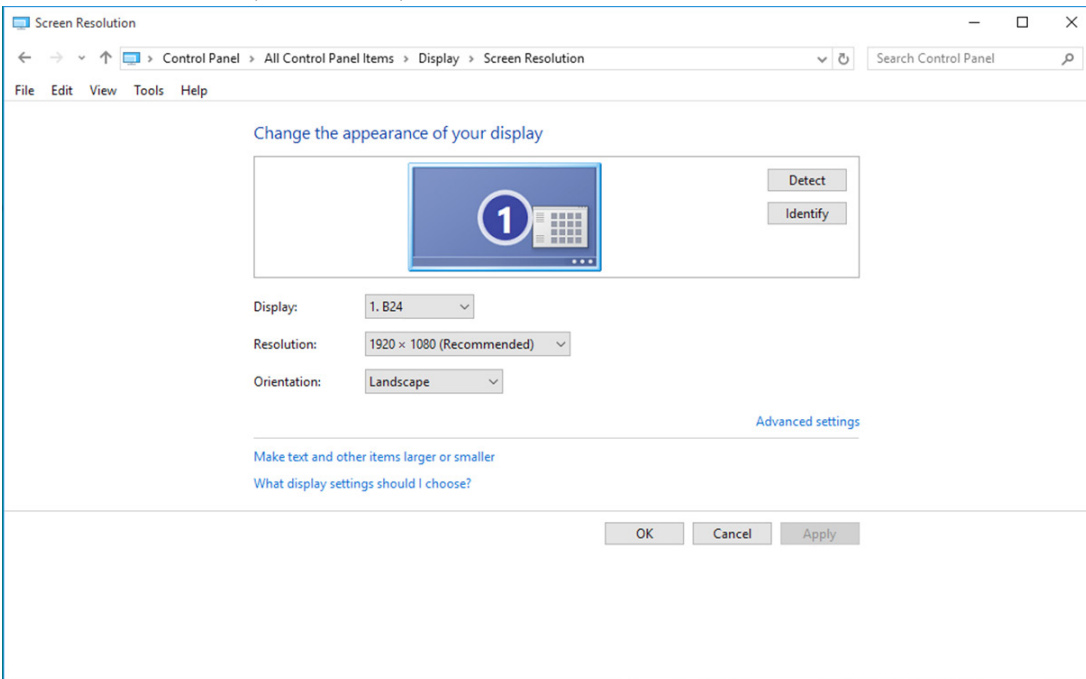 Screen Resolution
Control Panel > All Control Panel Items > Display > Screen Resolution
Search Control Panel
File Edit View Tools Help
Change the appearance of your display
1
Detect
Identify
Display: 1. B24
Resolution: 1920 × 1080 (Recommended)
Orientation: Landscape
Advanced settings
Make text and other items larger or smaller
What display settings should I choose?
OK Cancel Apply